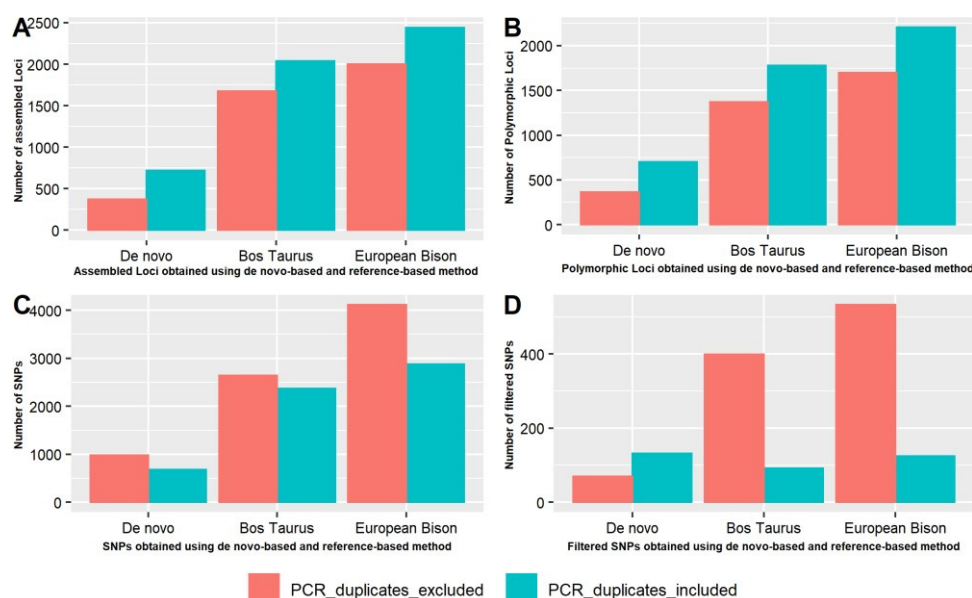 A
Number of assembled Loci
2500
2000
1500
1000
500
0
De novo Bos Taurus European Bison
Assembled Loci obtained using de novo-based and reference-based method
B
Number of Polymorphic Loci
2000
1500
1000
500
0
De novo Bos Taurus European Bison
Polymorphic Loci obtained using de novo-based and reference-based method
C
Number of SNPs
4000
3000
2000
1000
0
De novo Bos Taurus European Bison
SNPs obtained using de novo-based and reference-based method
D
Number of filtered SNPs
400
200
0
De novo Bos Taurus European Bison
Filtered SNPs obtained using de novo-based and reference-based method
PCR_duplicates_excluded PCR_duplicates_included